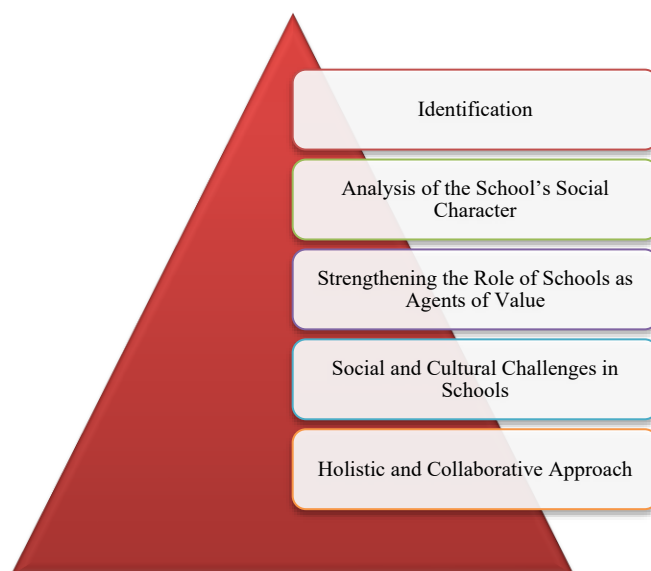 Identification
Analysis of the School’s Social
Character
Strengthening the Role of Schools as
Agents of Value
Social and Cultural Challenges in
Schools
Holistic and Collaborative Approach